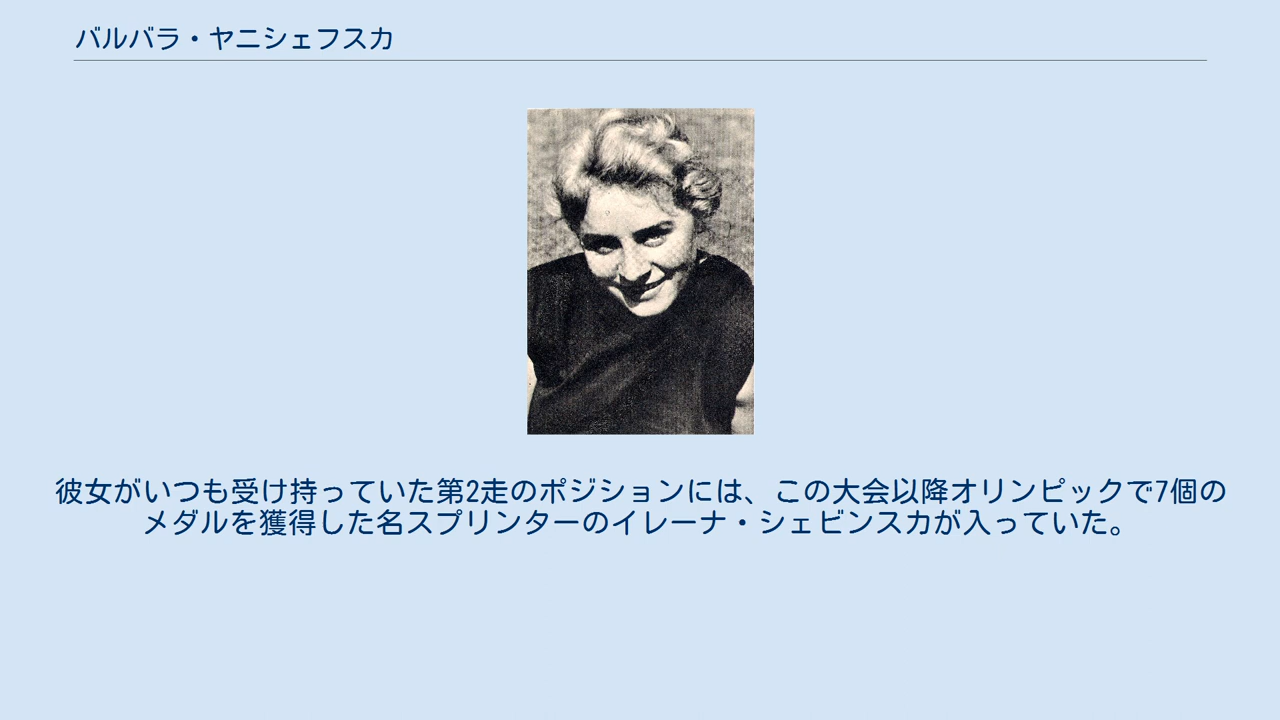 バルバラ・ヤニシェフスカ
彼女がいつも受け持っていた第2走のポジションには、この大会以降オリンピックで7個の
メダルを獲得した名スプリンターのイレーナ・シェビンスカが入っていた。